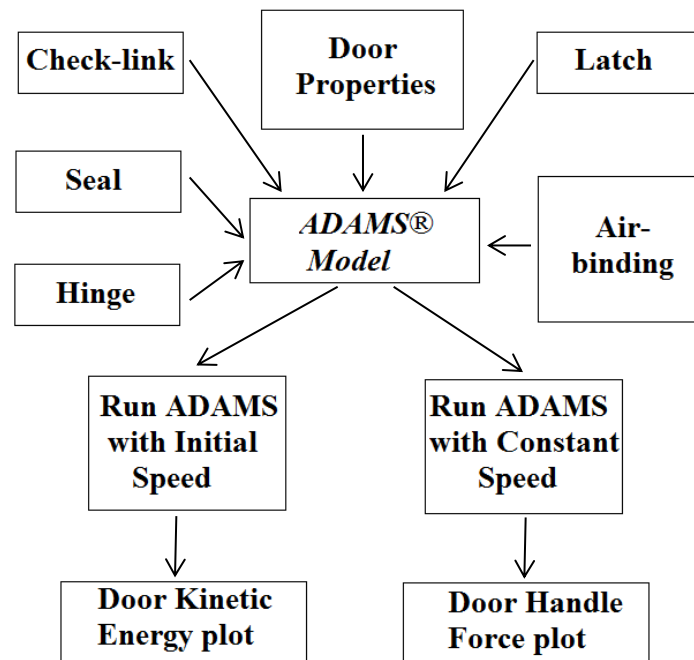 Check-link
Door
Properties
Latch
Seal
ADAMS®
Model
Air-
binding
Hinge
Run ADAMS
with Initial
Speed
Run ADAMS
with Constant
Speed
Door Kinetic
Energy plot
Door Handle
Force plot